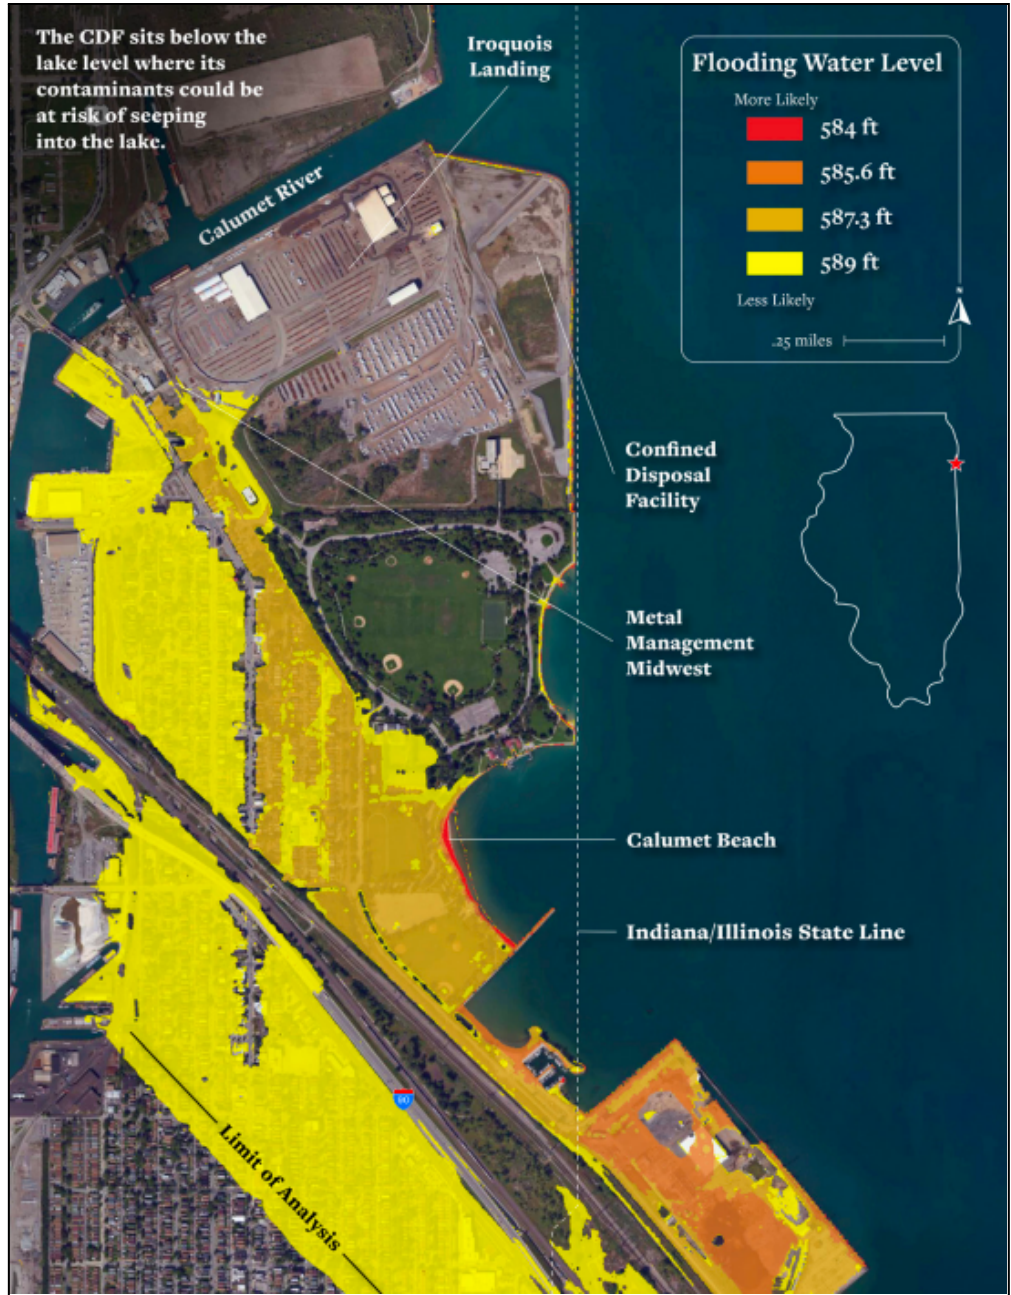 The CDF sits below the
lake level where its
contaminants could be
at risk of seeping
into the lake.
Iroquois
Landing
Calumet River
Flooding Water Level
More Likely
584 ft
585.6 ft
587.3 ft
589 ft
Less Likely
N
.25 miles
Confined
Disposal
Facility
Metal
Management
Midwest
Calumet Beach
Indiana/Illinois State Line
90
Limit of Analysis